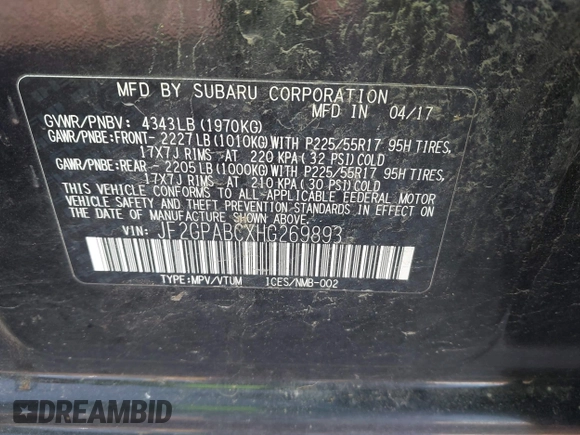 MFD BY SUBARU CORPORATION
MFD IN 04/17
GVWR/PNBV: 4343LB (1970KG)
GAWR/PNBE:FRONT- 2227LB (1010KG) WITH P225/55R17 95H TIRES,
17X7J RIMS AT 220 KPA (32 PSI) COLD
GAWR/PNBE:REAR - 2205LB (1000KG) WITH P225/55R17 95H TIRES,
17X7J RIMS AT 210 KPA (30 PSI) COLD
THIS VEHICLE CONFORMS TO ALL APPLICABLE FEDERAL MOTOR
VEHICLE SAFETY AND THEFT PREVENTION STANDARDS IN EFFECT
ON THE DATE OF MANUFACTURE SHOWN ABOVE.
VIN: JF2GPABCXHG269893
TYPE:MPV/VTUM ICES/NMB-002
DREAMBID